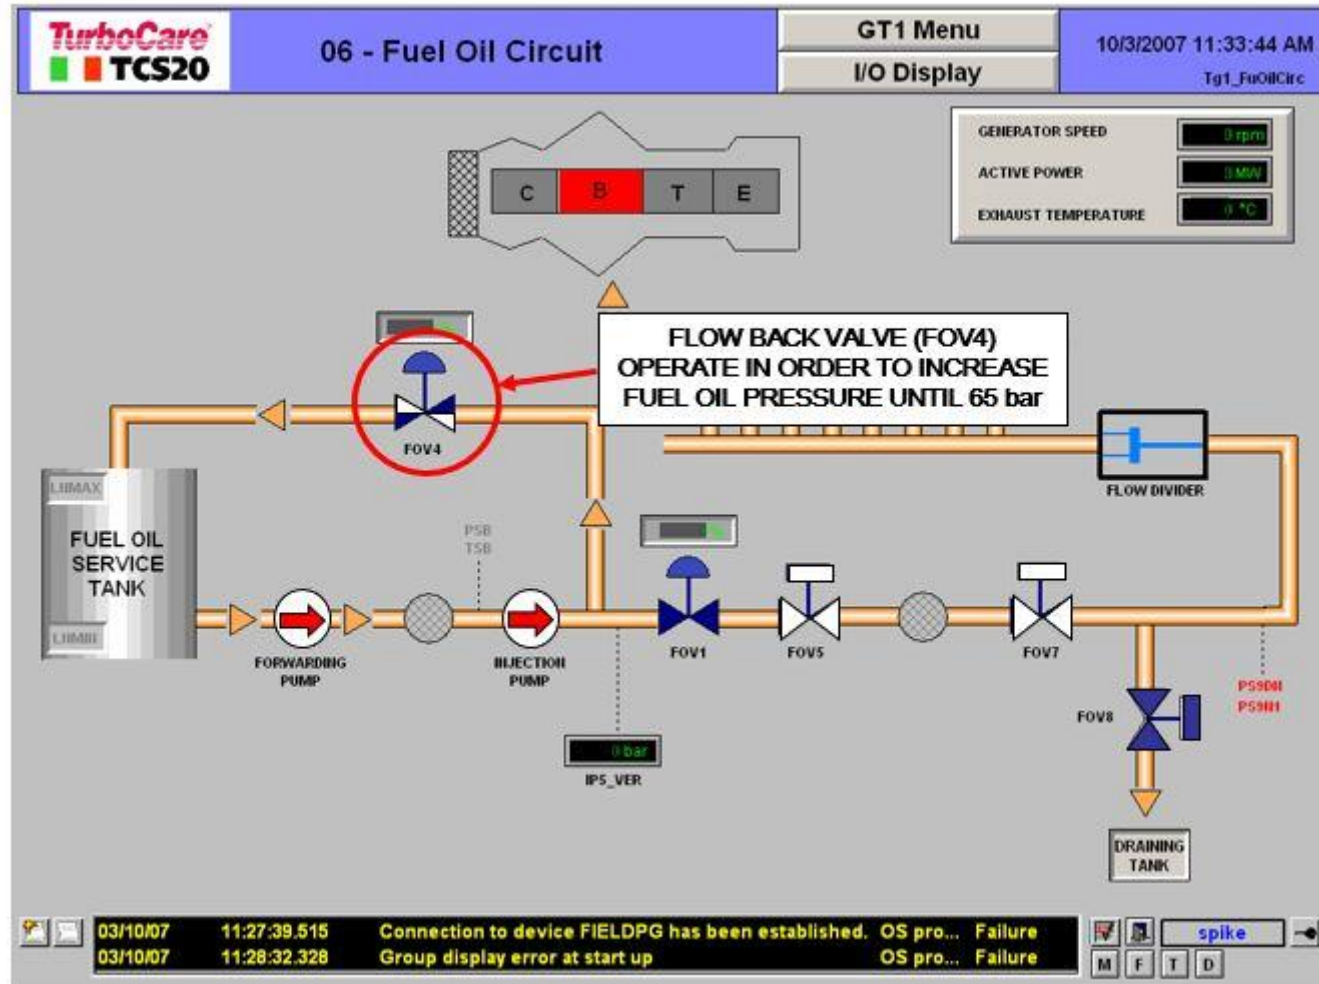 TurboCare
TCS20
06 - Fuel Oil Circuit
GT1 Menu
I/O Display
10/3/2007 11:33:44 AM
Tg1_FuOilCirc
GENERATOR SPEED
0 rpm
ACTIVE POWER
0 MW
EXHAUST TEMPERATURE
0 °C
C B T E
FLOW BACK VALVE (FOV4)
OPERATE IN ORDER TO INCREASE
FUEL OIL PRESSURE UNTIL 65 bar
%
FOV4
FLOW DIVIDER
LIIMAX
FUEL OIL
SERVICE
TANK
PSB
TSB
%
FORWARDING
PUMP
INJECTION
PUMP
FOV1
FOV5
FOV7
FOV8
0 bar
IP5_VER
DRAINING
TANK
03/10/07 11:27:39.515 Connection to device FIELDPG has been established. OS pro... Failure
03/10/07 11:28:32.328 Group display error at start up OS pro... Failure
spike
M F T D